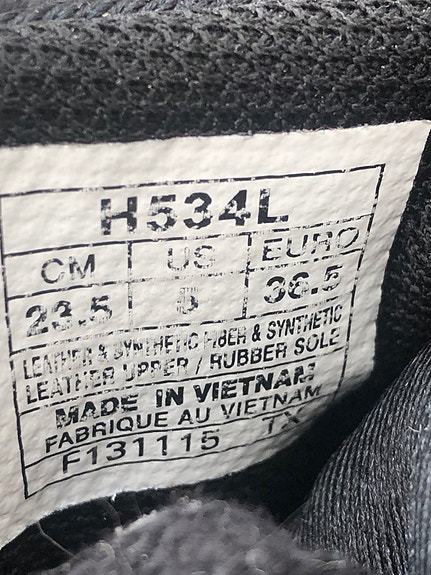 H534L
CM US EURO
23.5 36.5
LEATHER & SYNTHETIC FIBER & SYNTHETIC
LEATHER UPPER / RUBBER SOLE
MADE IN VIETNAM
FABRIQUE AU VIETNAM
F131115 TX